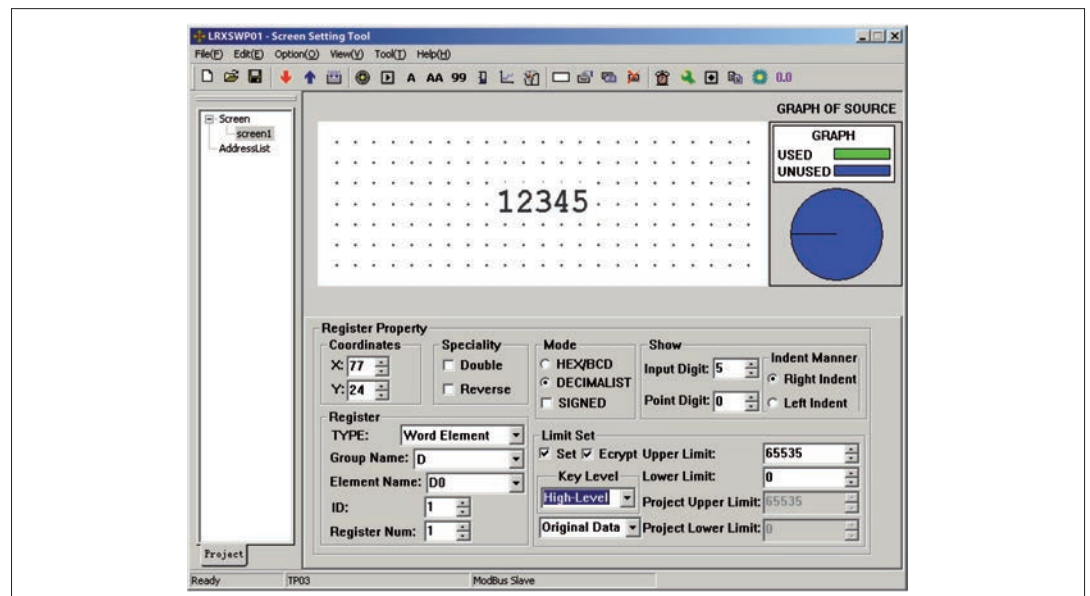 LRXSWP01 - Screen Setting Tool
File(F) Edit(E) Option(O) View(V) Tool(T) Help(H)
A AA 99 0.0
Screen
screen1
AddressList
GRAPH OF SOURCE
GRAPH
USED
UNUSED
12345
Register Property
Coordinates
X: 77
Y: 24
Speciality
Double
Reverse
Mode
HEX/BCD
DECIMALIST
SIGNED
Show
Input Digit: 5
Point Digit: 0
Indent Manner
Right Indent
Left Indent
Register
TYPE: Word Element
Group Name: D
Element Name: D0
ID: 1
Register Num: 1
Limit Set
Set Ecrypt Upper Limit: 65535
Key Level Lower Limit: 0
High-Level Project Upper Limit: 65535
Original Data Project Lower Limit: 0
Project
Ready TP03 ModBus Slave